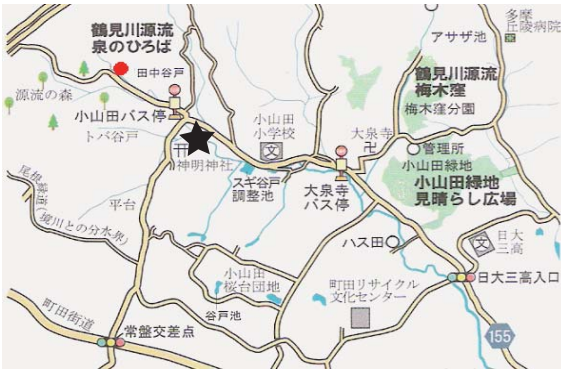 鶴見川源流
泉のひろば
田中谷戸
源流の森
小山田バス停
トバ谷戸
神明神社
小山田
小学校
文
スギ谷戸
調整池
大泉寺
卍
大泉寺
バス停
アサザ池
多摩
丘陵病院
鶴見川源流
梅木窪
梅木窪分園
管理所
小山田緑地
小山田緑地
見晴らし広場
尾根緑道(境川との分水泉)
平台
小山田
桜台団地
谷戸池
ハス田
町田リサイクル
文化センター
日大
三高
文
日大三高入口
町田街道
常盤交差点
155